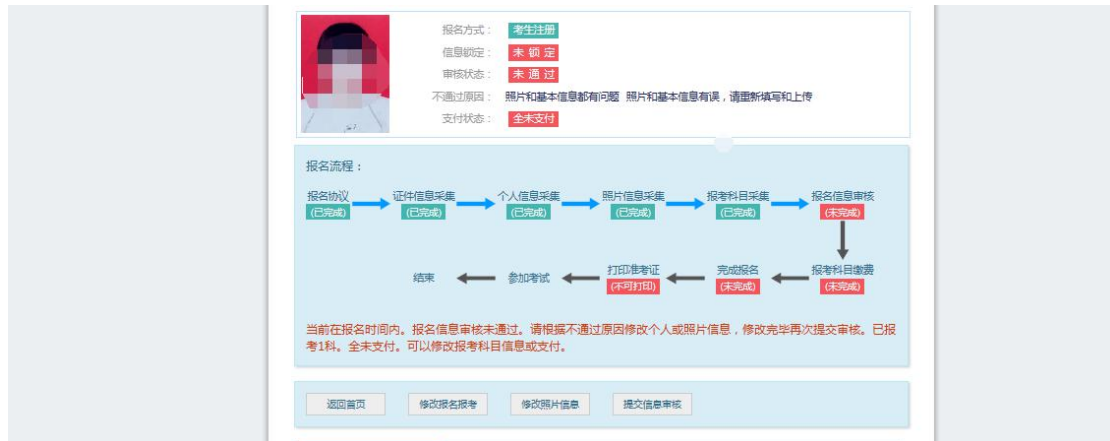 报名方式： 考生注册
信息锁定： 未 锁 定
审核状态： 未 通 过
不通过原因： 照片和基本信息都有问题 照片和基本信息有误，请重新填写和上传
支付状态： 全未支付
报名流程：
报名协议 证件信息采集 个人信息采集 照片信息采集 报考科目采集 报名信息审核
(已完成) (已完成) (已完成) (已完成) (已完成) (未完成)
结束 参加考试 打印准考证 完成报名 报考科目缴费
(不可打印) (未完成) (未完成)
当前在报名时间内。报名信息审核未通过。请根据不通过原因修改个人或照片信息，修改完毕再次提交审核。已报
考1科。全未支付。可以修改报考科目信息或支付。
返回首页 修改报名报考 修改照片信息 提交信息审核